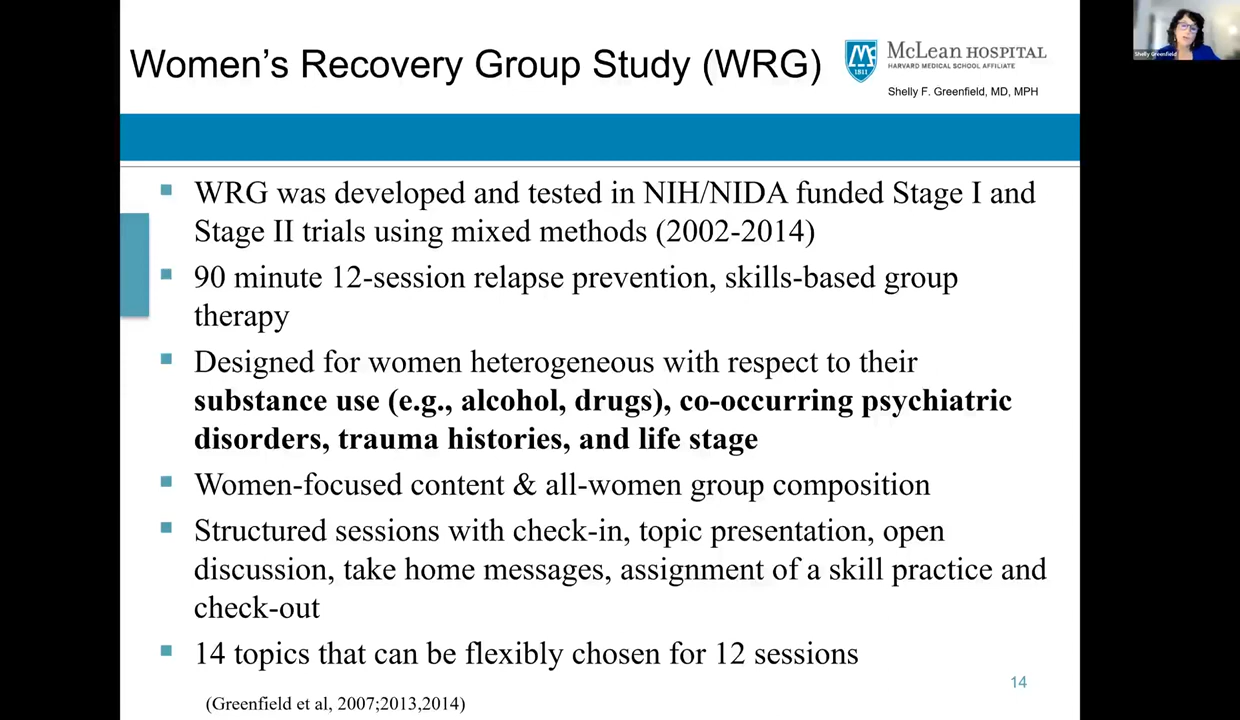 Women's Recovery Group Study (WRG)
McLean HOSPITAL
HARVARD MEDICAL SCHOOL AFFILIATE
1811
Shelly F. Greenfield, MD, MPH
Shelly Greenfield
▪ WRG was developed and tested in NIH/NIDA funded Stage I and
Stage II trials using mixed methods (2002-2014)
▪ 90 minute 12-session relapse prevention, skills-based group
therapy
▪ Designed for women heterogeneous with respect to their
substance use (e.g., alcohol, drugs), co-occurring psychiatric
disorders, trauma histories, and life stage
▪ Women-focused content & all-women group composition
▪ Structured sessions with check-in, topic presentation, open
discussion, take home messages, assignment of a skill practice and
check-out
▪ 14 topics that can be flexibly chosen for 12 sessions
14
(Greenfield et al, 2007;2013,2014)